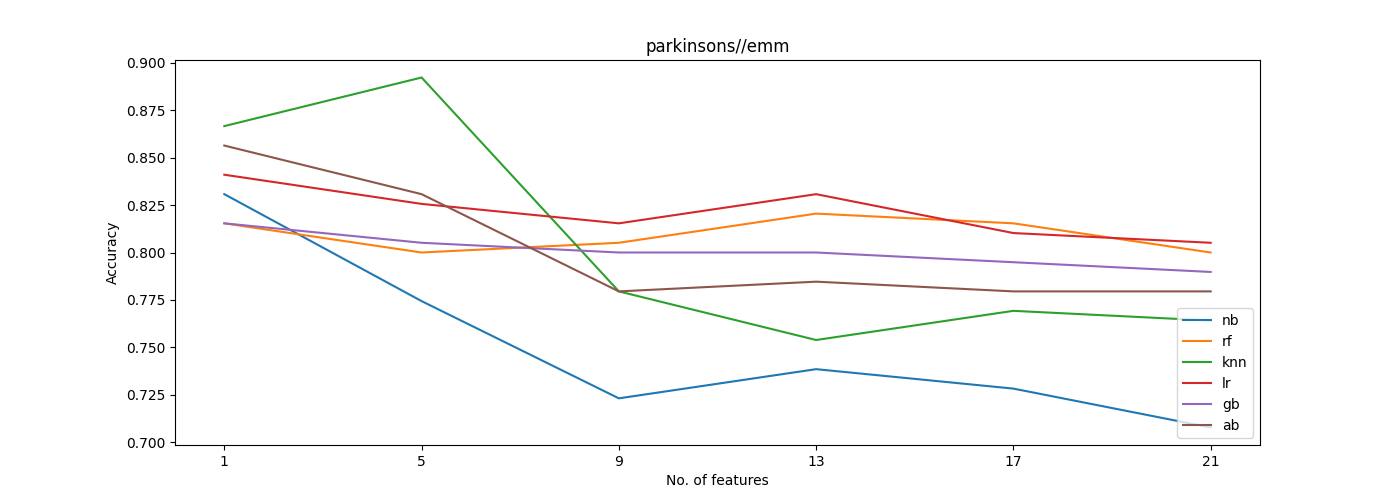 parkinsons//emm
0.900
0.875
0.850
0.825
0.800
0.775
0.750
0.725
0.700
Accuracy
1 5 9 13 17 21
No. of features
nb
rf
knn
lr
gb
ab